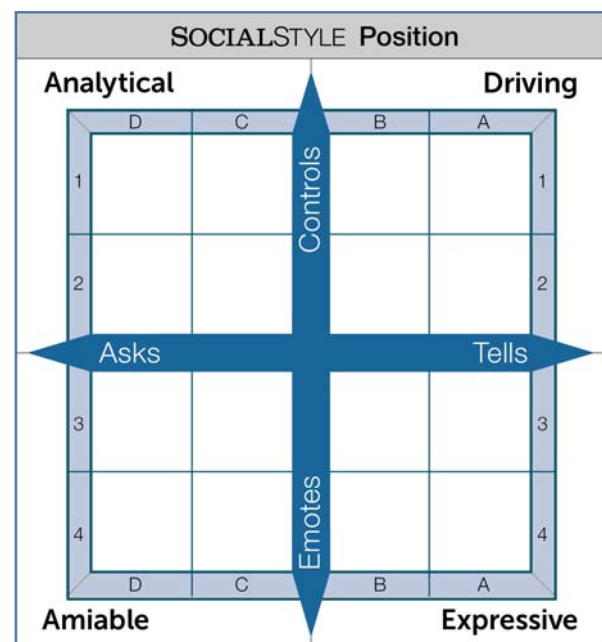 SOCIALSTYLE Position
Analytical Driving
D C B A
1 1
Controls
2 2
Asks Tells
3 3
Emotes
4 4
D C B A
Amiable Expressive